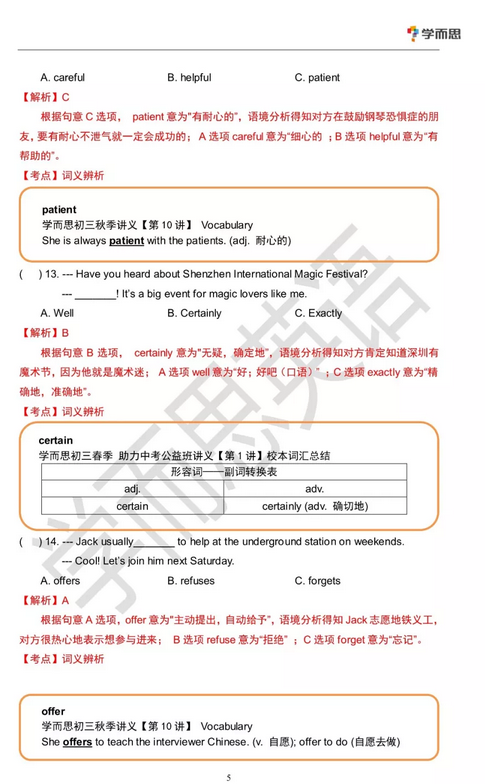 学而思
A. careful B. helpful C. patient
【解析】C
根据句意 C 选项， patient 意为“有耐心的”，语境分析得知对方在鼓励钢琴恐惧症的朋
友，要有耐心不泄气就一定会成功的； A 选项 careful 意为“细心的 ；B 选项 helpful 意为“有
帮助的”。
【考点】词义辨析
patient
学而思初三秋季讲义【第 10 讲】 Vocabulary
She is always patient with the patients. (adj. 耐心的)
( ) 13. --- Have you heard about Shenzhen International Magic Festival?
--- _______! It’s a big event for magic lovers like me.
A. Well B. Certainly C. Exactly
【解析】B
根据句意 B 选项， certainly 意为“无疑，确定地”，语境分析得知对方肯定知道深圳有
魔术节，因为他就是魔术迷； A 选项 well 意为“好；好吧（口语）” ；C 选项 exactly 意为“精
确地，准确地”。
【考点】词义辨析
certain
学而思初三春季 助力中考公益班讲义【第 1 讲】校本词汇总结
形容词——副词转换表
adj. adv.
certain certainly (adv. 确切地)
( ) 14. --- Jack usually_______ to help at the underground station on weekends.
--- Cool! Let’s join him next Saturday.
A. offers B. refuses C. forgets
【解析】A
根据句意 A 选项，offer 意为“主动提出，自动给予”，语境分析得知 Jack 志愿地铁义工，
对方很热心地表示想参与进来； B 选项 refuse 意为“拒绝” ；C 选项 forget 意为“忘记”。
【考点】词义辨析
offer
学而思初三秋季讲义【第 10 讲】 Vocabulary
She offers to teach the interviewer Chinese. (v. 自愿); offer to do (自愿去做)
5
学而思英语